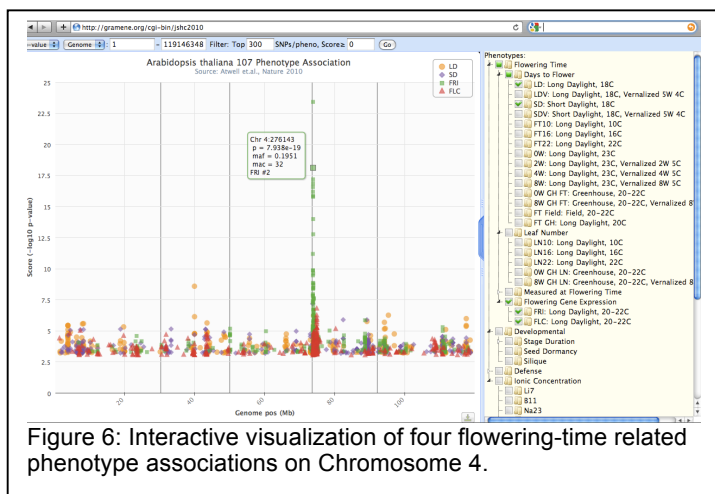 http://gramene.org/cgi-bin/jshc2010
-value Genome : 1 - 119146348 Filter: Top 300 SNPs/pheno, Score≥ 0 Go
Arabidopsis thaliana 107 Phenotype Association
Source: Atwell et.al., Nature 2010
LD
SD
FRI
FLC
25
22.5
20
17.5
15
12.5
10
7.5
5
2.5
0
Score (-log10 p-value)
Chr 4:276143
p = 7.938e-19
maf = 0.1951
mac = 32
FRI #2
20
40
60
80
100
Genome pos (Mb)
Phenotypes:
Flowering Time
Days to Flower
LD: Long Daylight, 18C
LDV: Long Daylight, 18C, Vernalized 5W 4C
SD: Short Daylight, 18C
SDV: Short Daylight, 18C, Vernalized 5W 4C
FT10: Long Daylight, 10C
FT16: Long Daylight, 16C
FT22: Long Daylight, 22C
0W: Long Daylight, 23C
2W: Long Daylight, 23C, Vernalized 2W 5C
4W: Long Daylight, 23C, Vernalized 4W 5C
8W: Long Daylight, 23C, Vernalized 8W 5C
0W GH FT: Greenhouse, 20-22C
8W GH FT: Greenhouse, 20-22C, Vernalized 8
FT Field: Field, 20-22C
FT GH: Long Daylight, 20C
Leaf Number
LN10: Long Daylight, 10C
LN16: Long Daylight, 16C
LN22: Long Daylight, 22C
0W GH LN: Greenhouse, 20-22C
8W GH LN: Greenhouse, 20-22C, Vernalized 8
Measured at Flowering Time
Flowering Gene Expression
FRI: Long Daylight, 20-22C
FLC: Long Daylight, 20-22C
Developmental
Stage Duration
Seed Dormancy
Silique
Defense
Ionic Concentration
Li7
B11
Na23
Figure 6: Interactive visualization of four flowering-time related
phenotype associations on Chromosome 4.